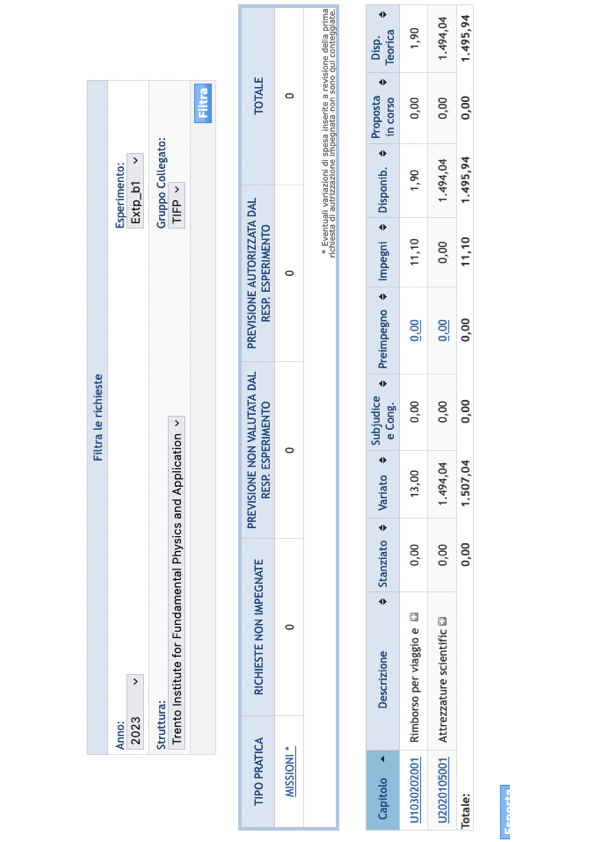 Filtra le richieste
Anno: Esperimento:
2023 Extp_b1
Struttura: Gruppo Collegato:
Trento Institute for Fundamental Physics and Application TIFP
Filtra
TIPO PRATICA RICHIESTE NON IMPEGNATE PREVISIONE NON VALUTATA DAL RESP. ESPERIMENTO PREVISIONE AUTORIZZATA DAL RESP. ESPERIMENTO TOTALE
MISSIONI * 0 0 0 0
* Eventuali variazioni di spesa inserite a revisione della prima
richiesta di autrizzazione impegnata non sono qui conteggiate.
Capitolo Descrizione Stanziato Variato Subjudice e Cong. Preimpegno Impegni Disponib. Proposta in corso Disp. Teorica
U1030202001 Rimborso per viaggio e 0,00 13,00 0,00 0,00 11,10 1,90 0,00 1,90
U2020105001 Attrezzature scientific 0,00 1.494,04 0,00 0,00 0,00 1.494,04 0,00 1.494,04
Totale: 0,00 1.507,04 0,00 0,00 11,10 1.495,94 0,00 1.495,94